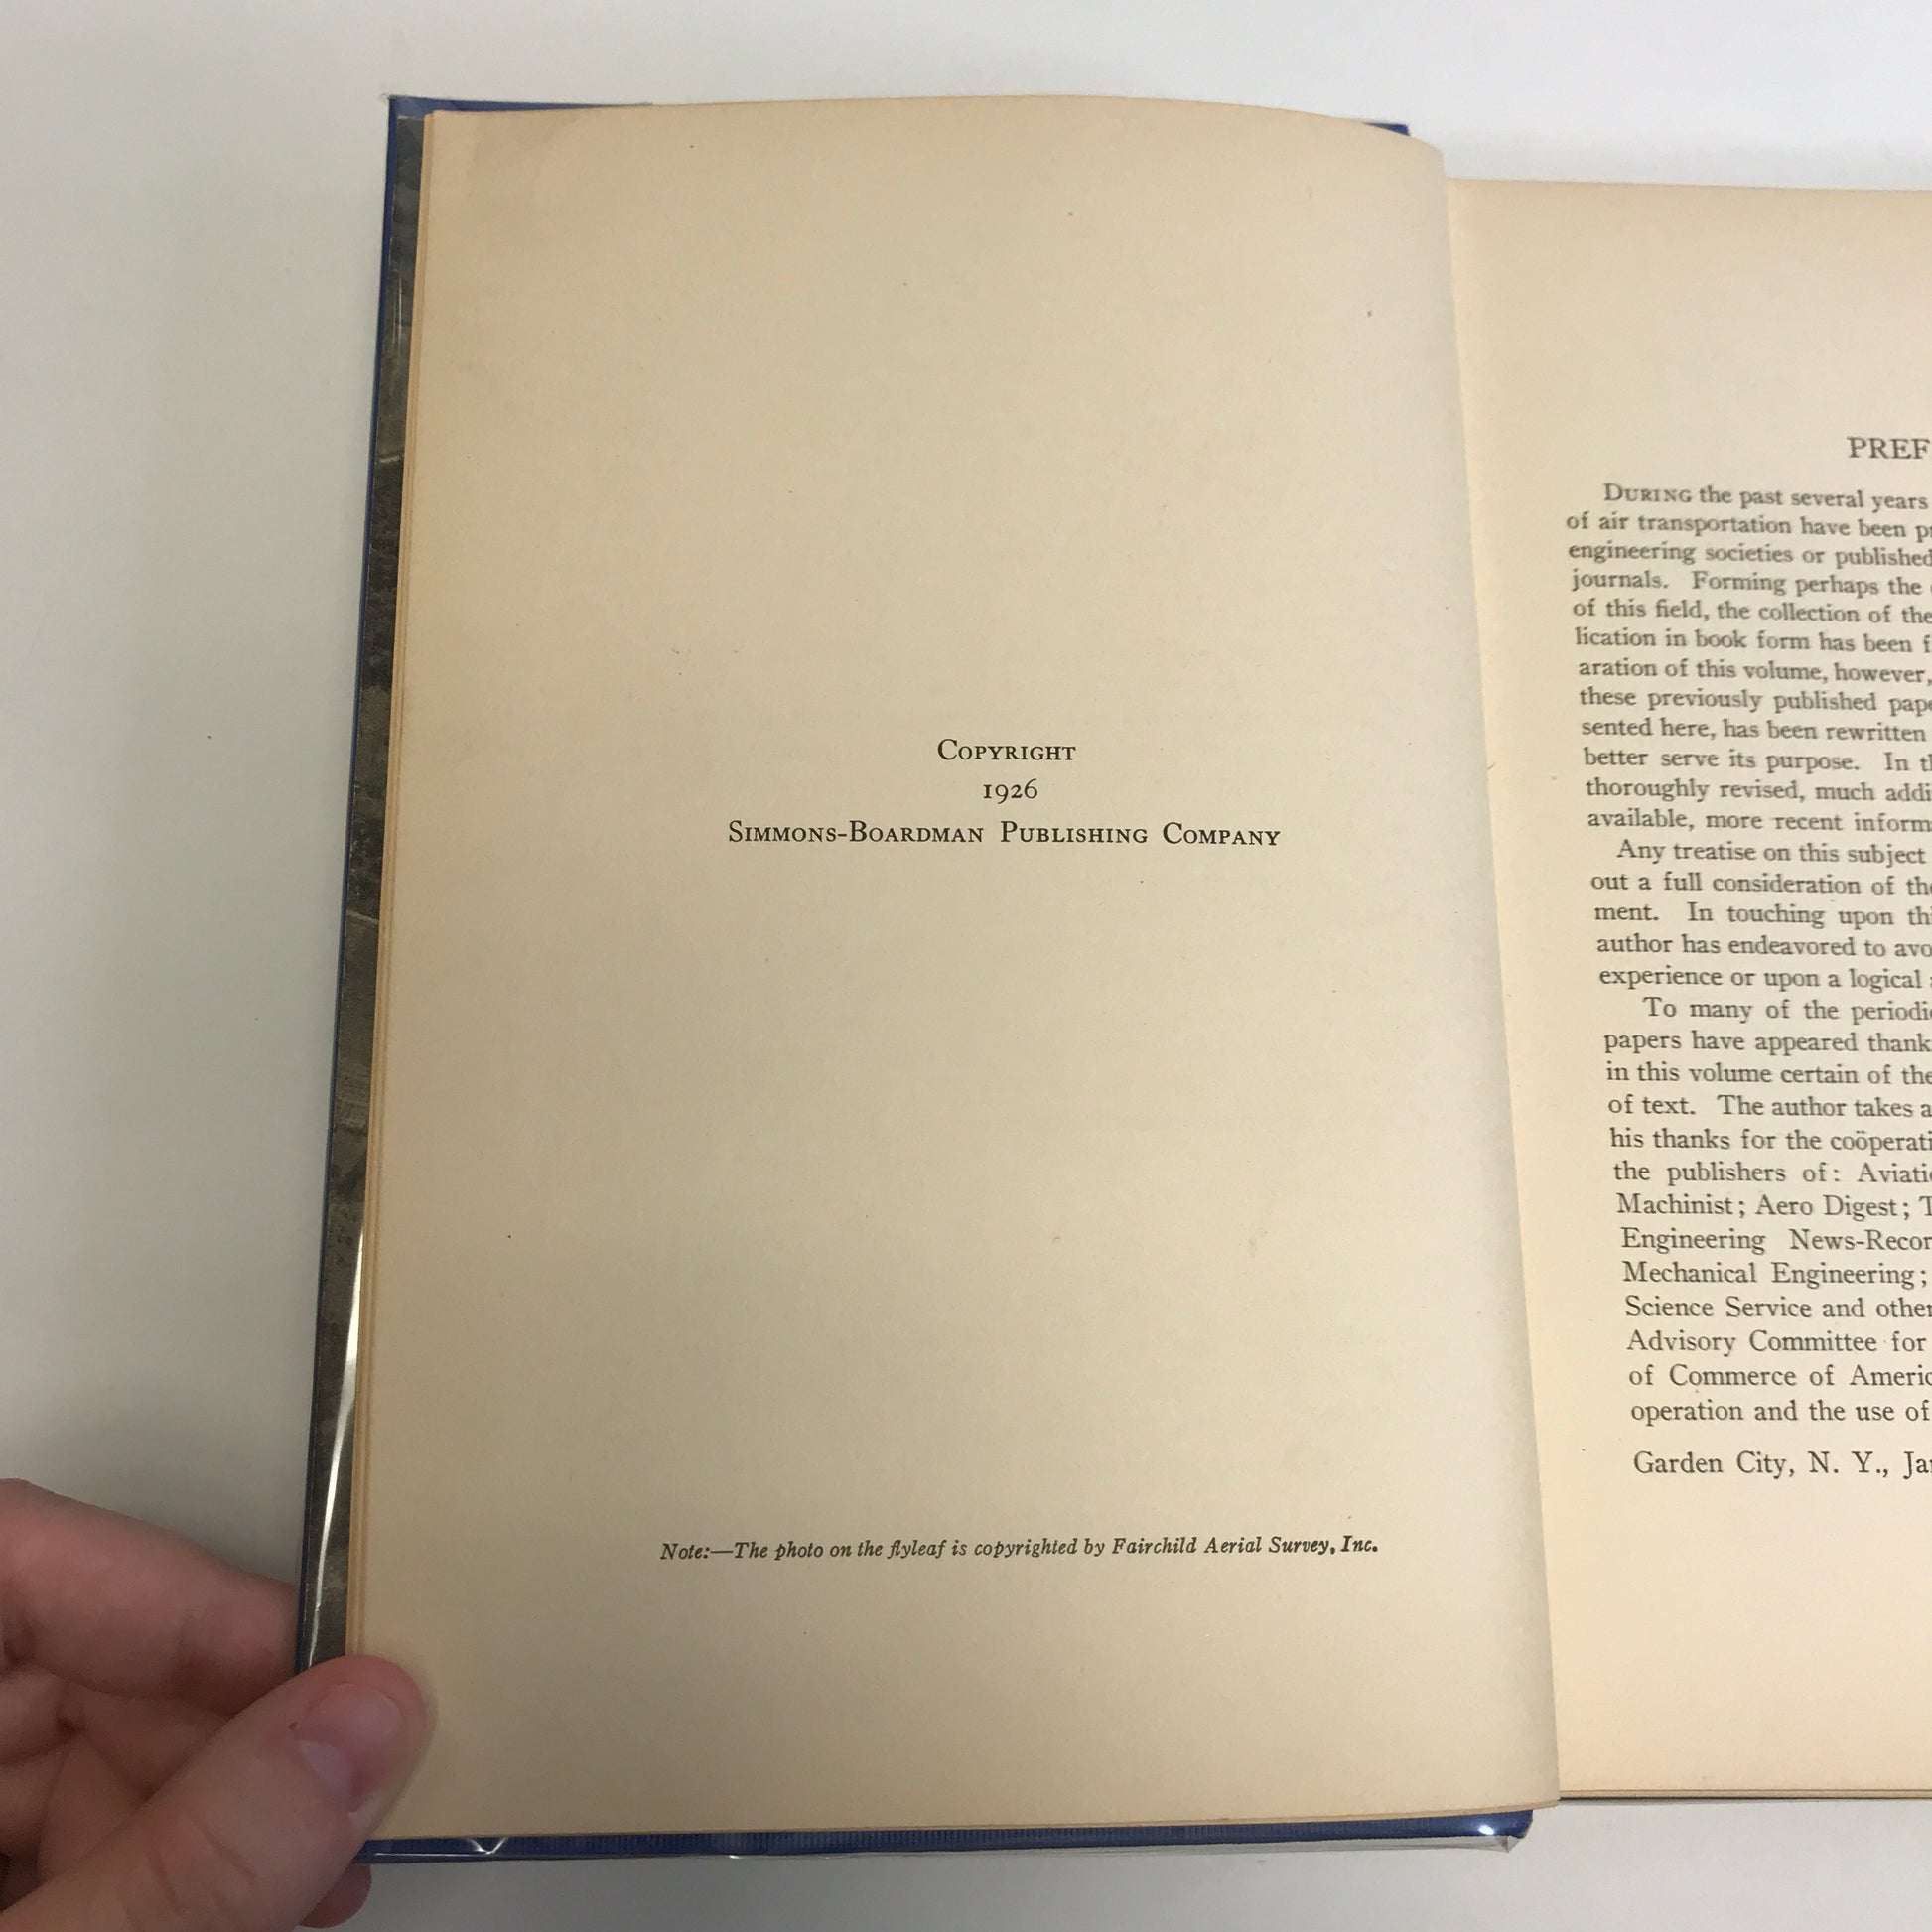 COPYRIGHT
1926
SIMMONS-BOARDMAN PUBLISHING COMPANY
Note:—The photo on the flyleaf is copyrighted by Fairchild Aerial Survey, Inc.
PREF
DURING the past several years
of air transportation have been
engineering societies or published
journals. Forming perhaps the
of this field, the collection of the
lication in book form has been
aration of this volume, however,
these previously published
sented here, has been rewritten
better serve its purpose. In
thoroughly revised, much
available, more recent
Any treatise on this subject
out a full consideration of
ment. In touching upon
author has endeavored to
experience or upon a logical
To many of the
papers have appeared
in this volume certain of the
of text. The author takes
his thanks for the
the publishers of:
Machinist; Aero Digest;
Engineering
Mechanical Engineering;
Science Service and
Advisory Committee for
of Commerce of
operation and the use of
Garden City, N. Y.,